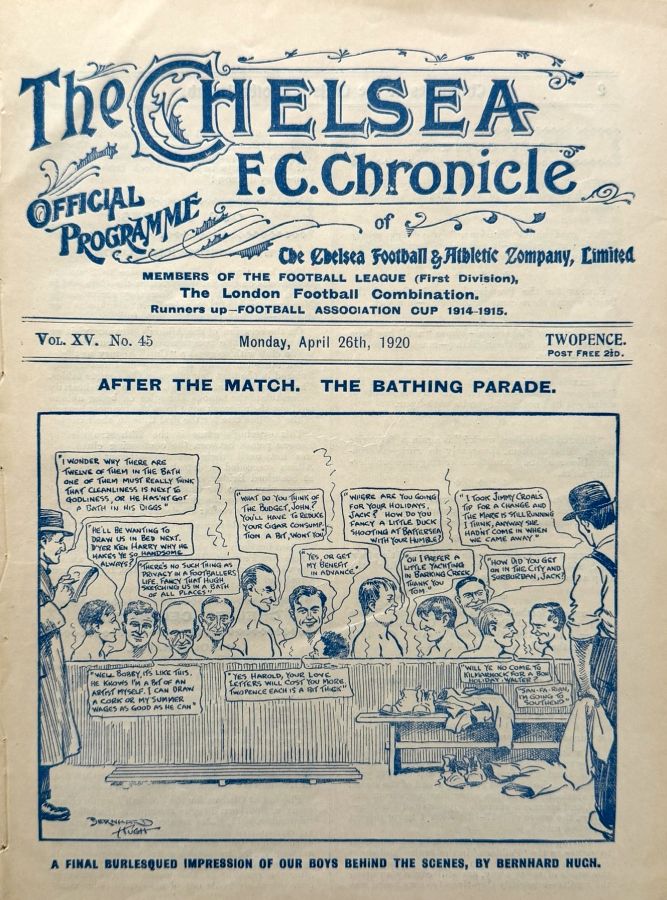 The CHELSEA
F.C. Chronicle
OFFICIAL
PROGRAMME
of
The Chelsea Football & Athletic Company, Limited
MEMBERS OF THE FOOTBALL LEAGUE (First Division),
The London Football Combination.
Runners up—FOOTBALL ASSOCIATION CUP 1914-1915.
VOL. XV. No. 45
Monday, April 26th, 1920
TWOPENCE.
POST FREE 2½D.
AFTER THE MATCH. THE BATHING PARADE.
"I WONDER WHY THERE ARE
TWELVE OF THEM IN THE BATH
ONE OF THEM MUST REALLY THINK
THAT CLEANLINESS IS NEXT TO
GODLINESS, OR HE HASN'T GOT
A BATH IN HIS DIGGS"
HE'LL BE WANTING TO
DRAW US IN BED NEXT.
D'YER KEN HARRY WHY HE
MAKES YE SO HANDSOME
ALWAYS?
"THERE'S NO SUCH THING AS
PRIVACY IN A FOOTBALLERS
LIFE FANCY THAT HUGH
SKETCHING US IN A BATH
OF ALL PLACES"
"WHAT DO YOU THINK OF
THE BUDGET, JOHN?
YOU'LL HAVE TO REDUCE
YOUR CIGAR CONSUMP-
TION A BIT, WON'T YOU"
"YES, OR GET
MY BENEFIT
IN ADVANCE."
"WHERE ARE YOU GOING
FOR YOUR HOLIDAYS,
JACK? HOW DO YOU
FANCY A LITTLE DUCK
SHOOTING AT BATTERSEA
WITH YOUR HUMBLE?
"OH I PREFER A
LITTLE YACHTING
IN BARKING CREEK,
THANK YOU
TOM"
"I TOOK JIMMY CROAL'S
TIP FOR A CHANGE AND
THE MARE IS STILL RUNNING
I THINK, ANYWAY SHE
HADN'T COME IN WHEN
WE CAME AWAY"
"HOW DID YOU GET
ON IN THE CITY AND
SURBURBAN, JACK?
"WELL BOBBY, IT'S LIKE THIS,
HE KNOWS I'M A BIT OF AN
ARTIST MYSELF. I CAN DRAW
A CORK OR MY SUMMER
WAGES AS GOOD AS HE CAN"
"YES HAROLD, YOUR LOVE
LETTERS WILL COST YOU MORE.
TWOPENCE EACH IS A BIT THICK"
"WILL YE NO COME TO
KILMARNOCK FOR A BONNY
HOLIDAY WALTER?
"SAN-FA-RIAN,
I'M GOING TO
SOUTHEND"
BERNHARD
HUGH
A FINAL BURLESQUED IMPRESSION OF OUR BOYS BEHIND THE SCENES, BY BERNHARD HUGH.